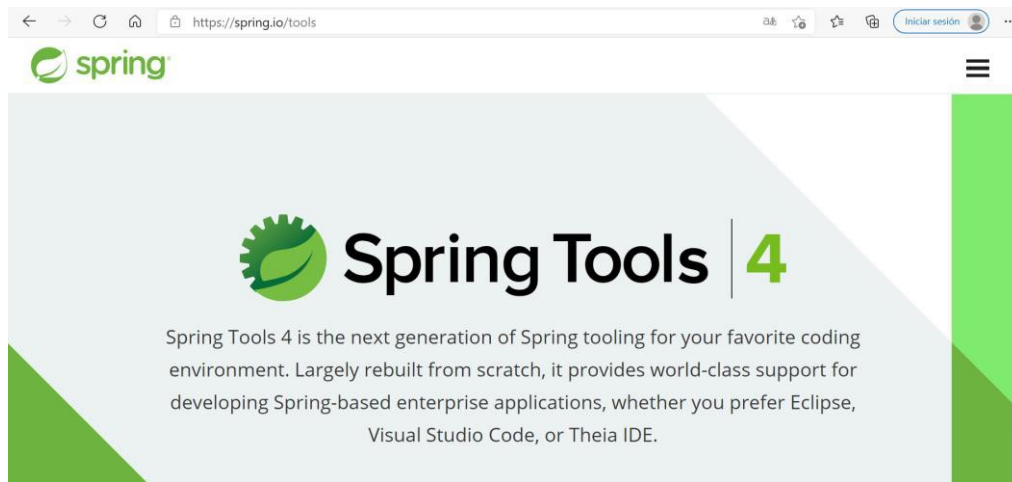 https://spring.io/tools
Iniciar sesión
spring
Spring Tools 4
Spring Tools 4 is the next generation of Spring tooling for your favorite coding
environment. Largely rebuilt from scratch, it provides world-class support for
developing Spring-based enterprise applications, whether you prefer Eclipse,
Visual Studio Code, or Theia IDE.